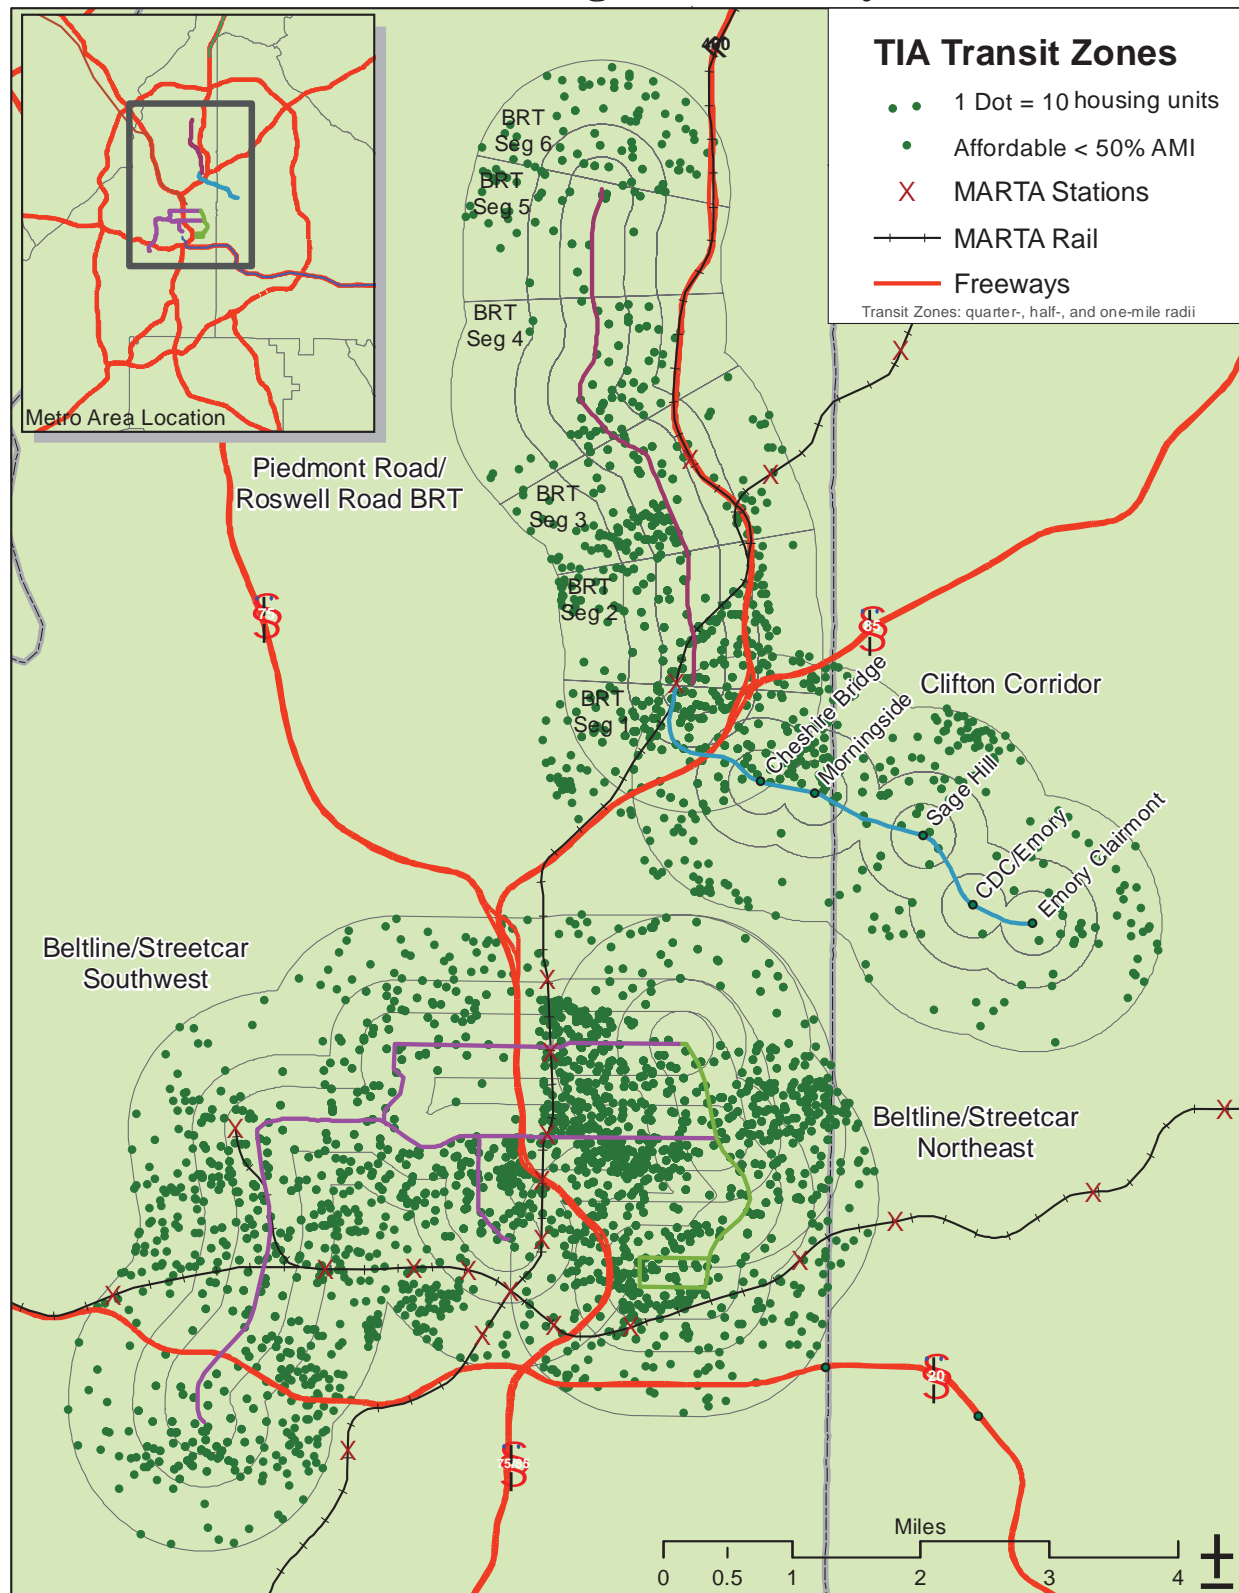 TIA Transit Zones
1 Dot = 10 housing units
Affordable < 50% AMI
MARTA Stations
MARTA Rail
Freeways
Transit Zones: quarter-, half-, and one-mile radii
Metro Area Location
400
BRT
Seg 6
BRT
Seg 5
BRT
Seg 4
Piedmont Road/
Roswell Road BRT
BRT
Seg 3
BRT
Seg 2
75
85
BRT
Seg 1
Clifton Corridor
Cheshire Bridge
Morningside
Sage Hill
CDC/Emory
Emory Clairmont
Beltline/Streetcar
Southwest
Beltline/Streetcar
Northeast
20
75/85
Miles
0 0.5 1 2 3 4